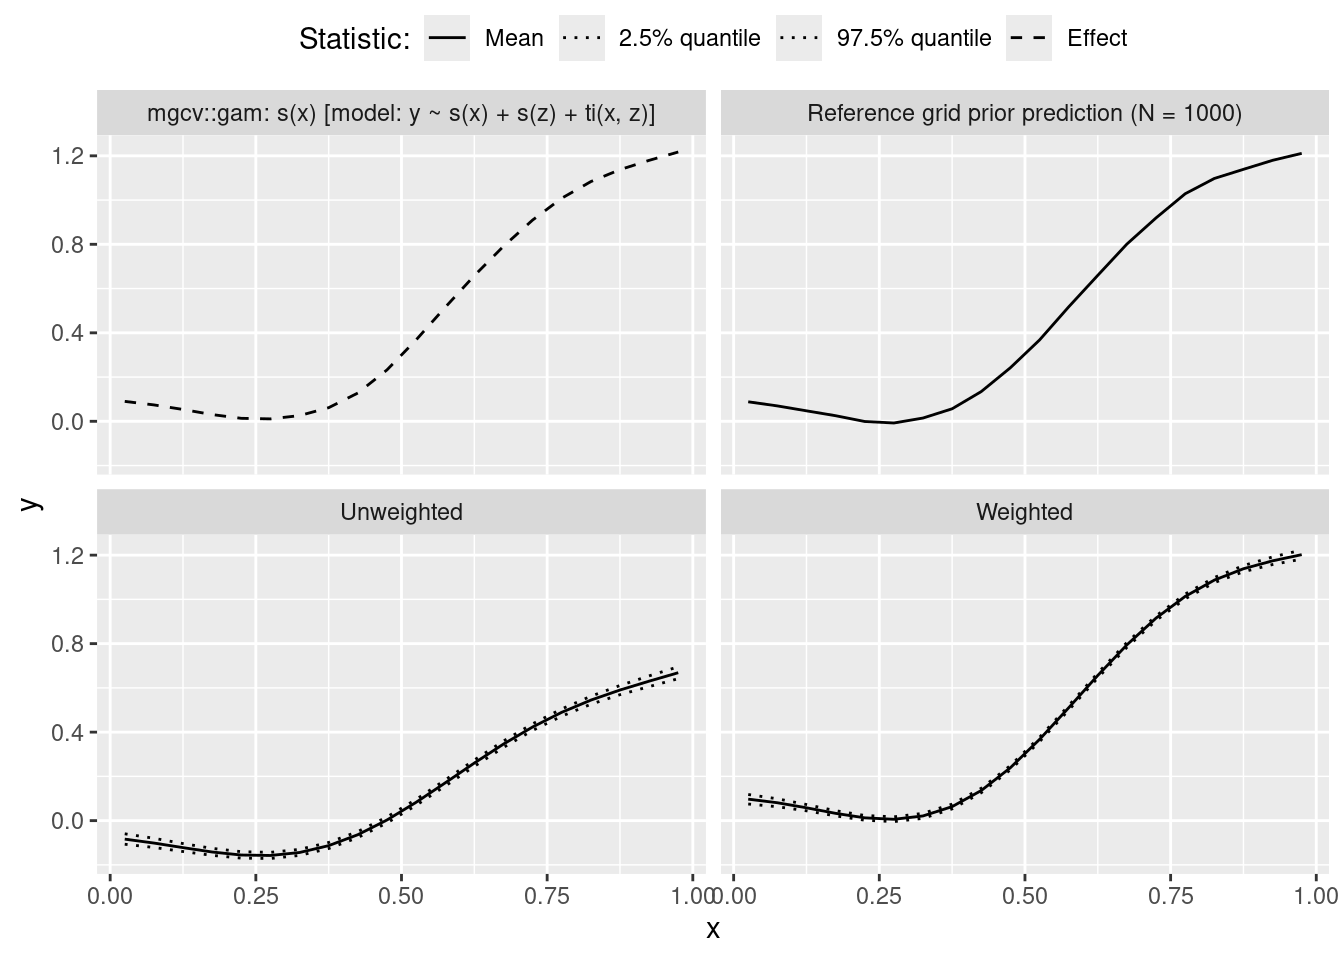 Statistic: Mean 2.5% quantile 97.5% quantile Effect
mgcv::gam: s(x) [model: y ~ s(x) + s(z) + ti(x, z)]
Reference grid prior prediction (N = 1000)
1.2
0.8
0.4
0.0
y
Unweighted
Weighted
1.2
0.8
0.4
0.0
0.00 0.25 0.50 0.75 1.00
0.00 0.25 0.50 0.75 1.00
x